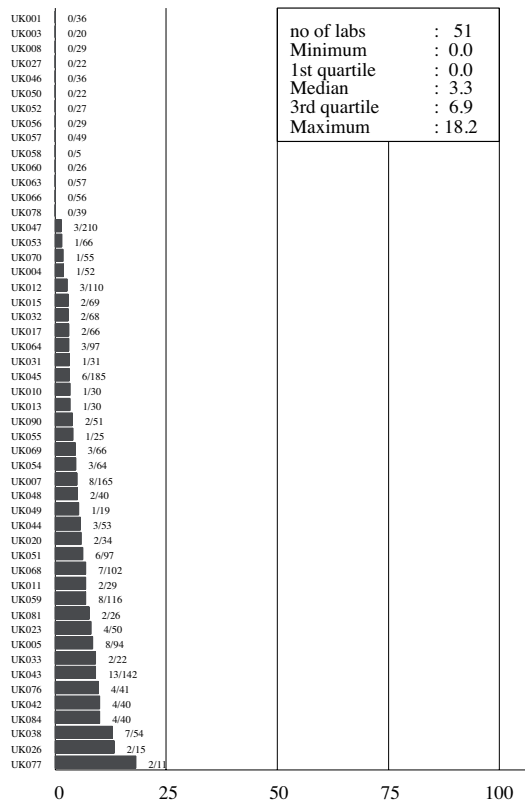 UK001 0/36
UK003 0/20
UK008 0/29
UK027 0/22
UK046 0/36
UK050 0/22
UK052 0/27
UK056 0/29
UK057 0/49
UK058 0/5
UK060 0/26
UK063 0/57
UK066 0/56
UK078 0/39
UK047 3/210
UK053 1/66
UK070 1/55
UK004 1/52
UK012 3/110
UK015 2/69
UK032 2/68
UK017 2/66
UK064 3/97
UK031 1/31
UK045 6/185
UK010 1/30
UK013 1/30
UK090 2/51
UK055 1/25
UK069 3/66
UK054 3/64
UK007 8/165
UK048 2/40
UK049 1/19
UK044 3/53
UK020 2/34
UK051 6/97
UK068 7/102
UK011 2/29
UK059 8/116
UK081 2/26
UK023 4/50
UK005 8/94
UK033 2/22
UK043 13/142
UK076 4/41
UK042 4/40
UK084 4/40
UK038 7/54
UK026 2/15
UK077 2/11
no of labs : 51
Minimum : 0.0
1st quartile : 0.0
Median : 3.3
3rd quartile : 6.9
Maximum : 18.2
0 25 50 75 100